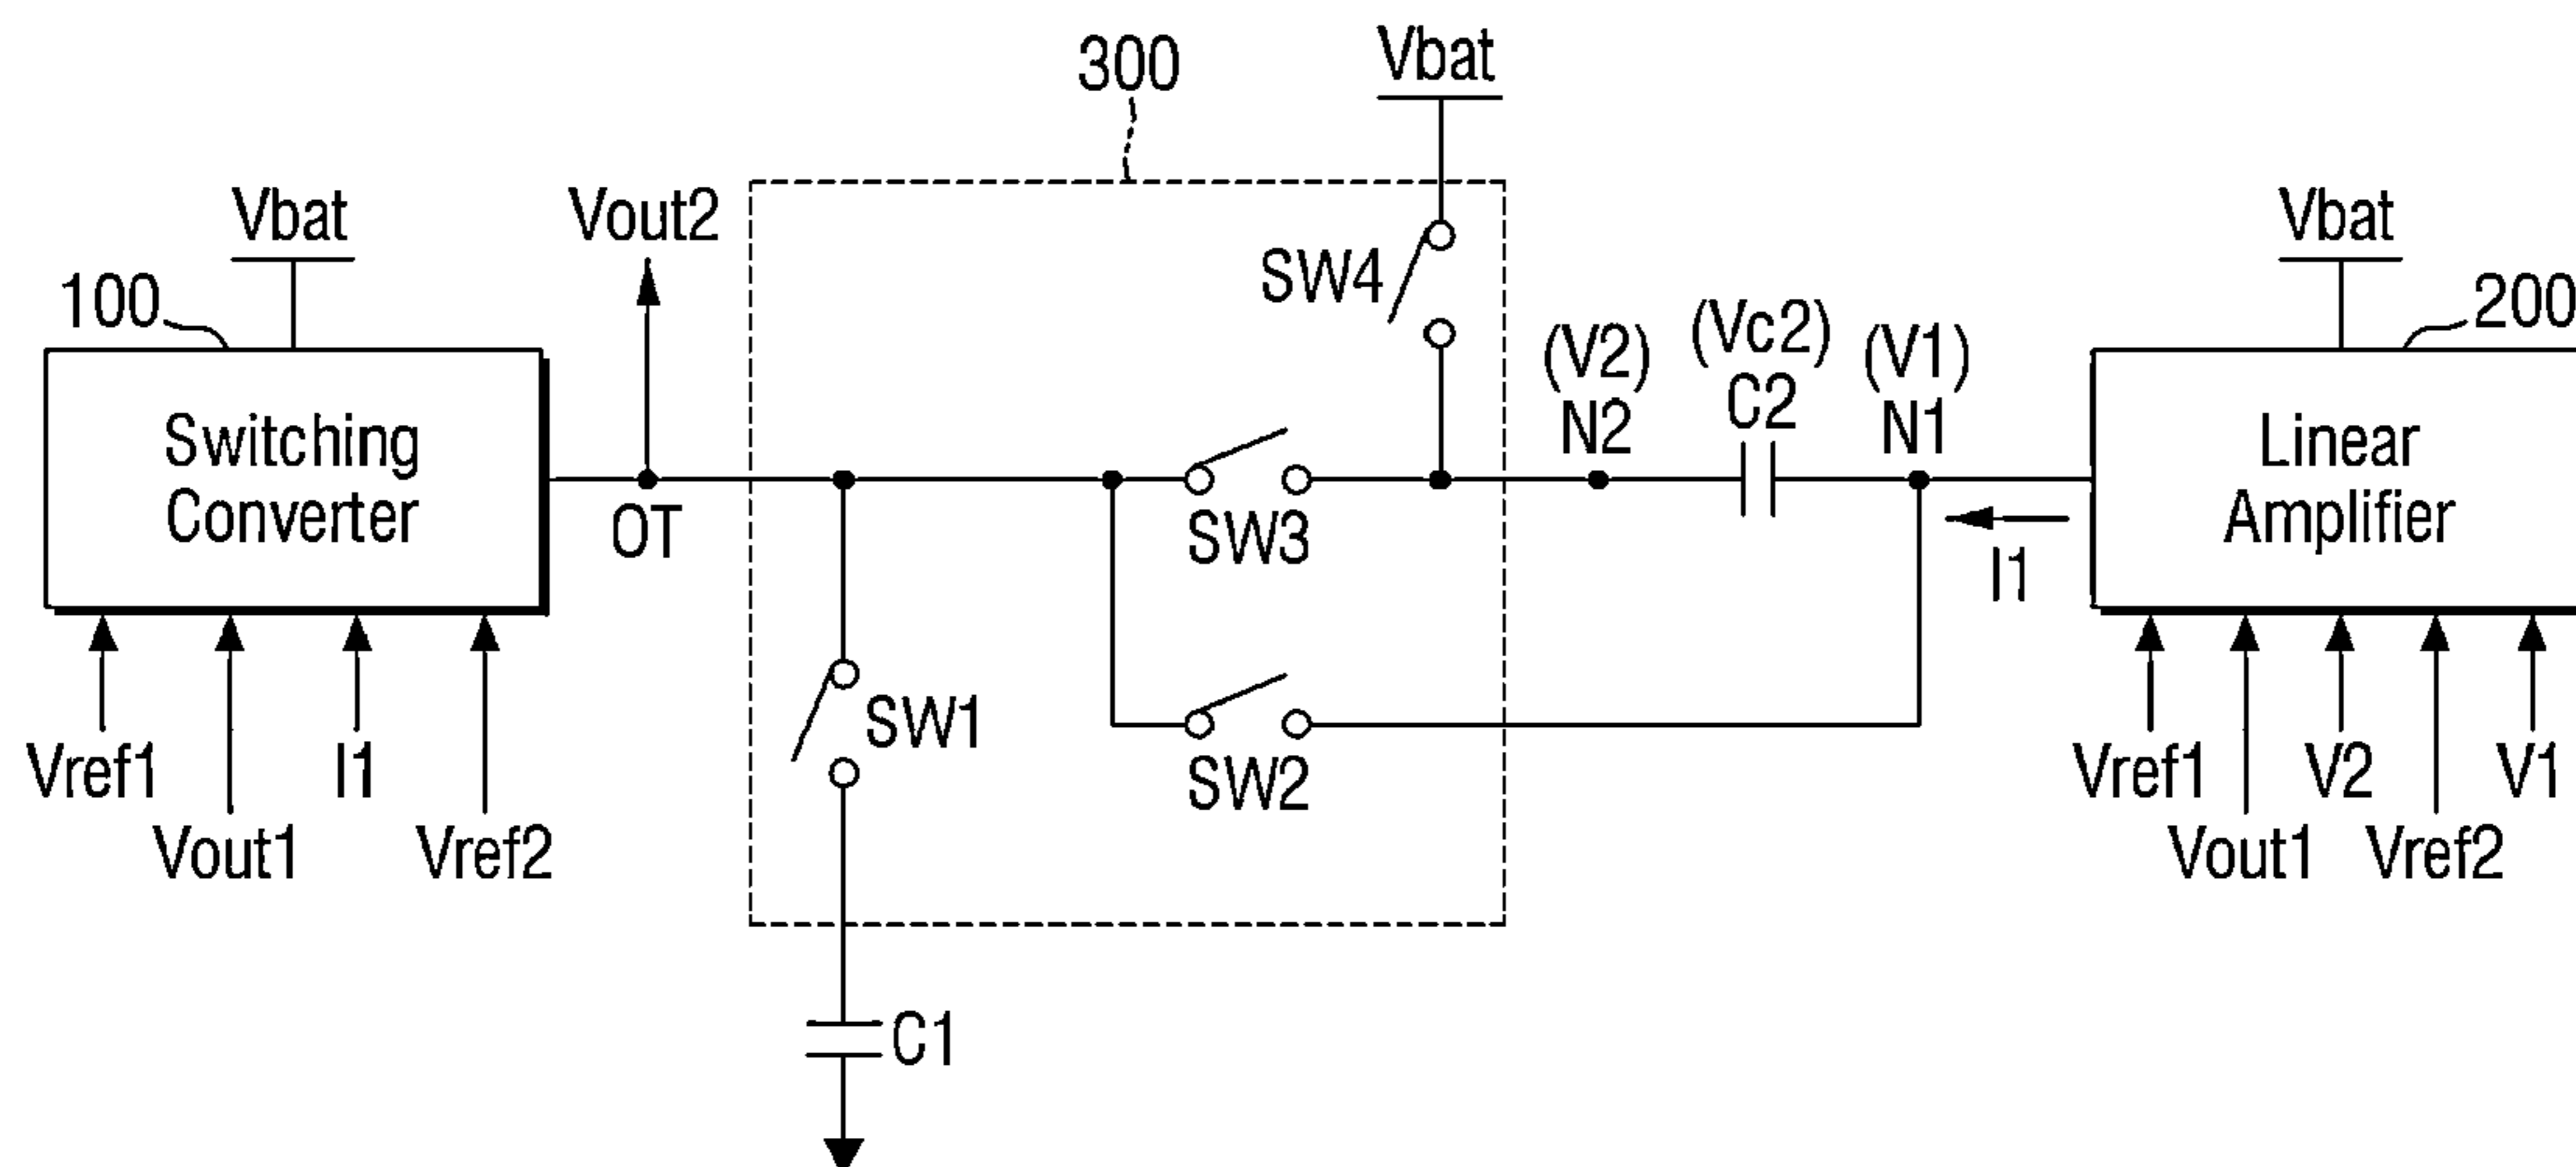 300
Vbat
Vbat
Vout2
Vbat
100
SW4
200
(V2)
(Vc2)
(V1)
N2
C2
N1
Switching
Converter
Linear
Amplifier
OT
SW3
I1
SW1
SW2
Vref1
I1
Vout1
Vref2
Vref1
V2
V1
Vout1
Vref2
C1